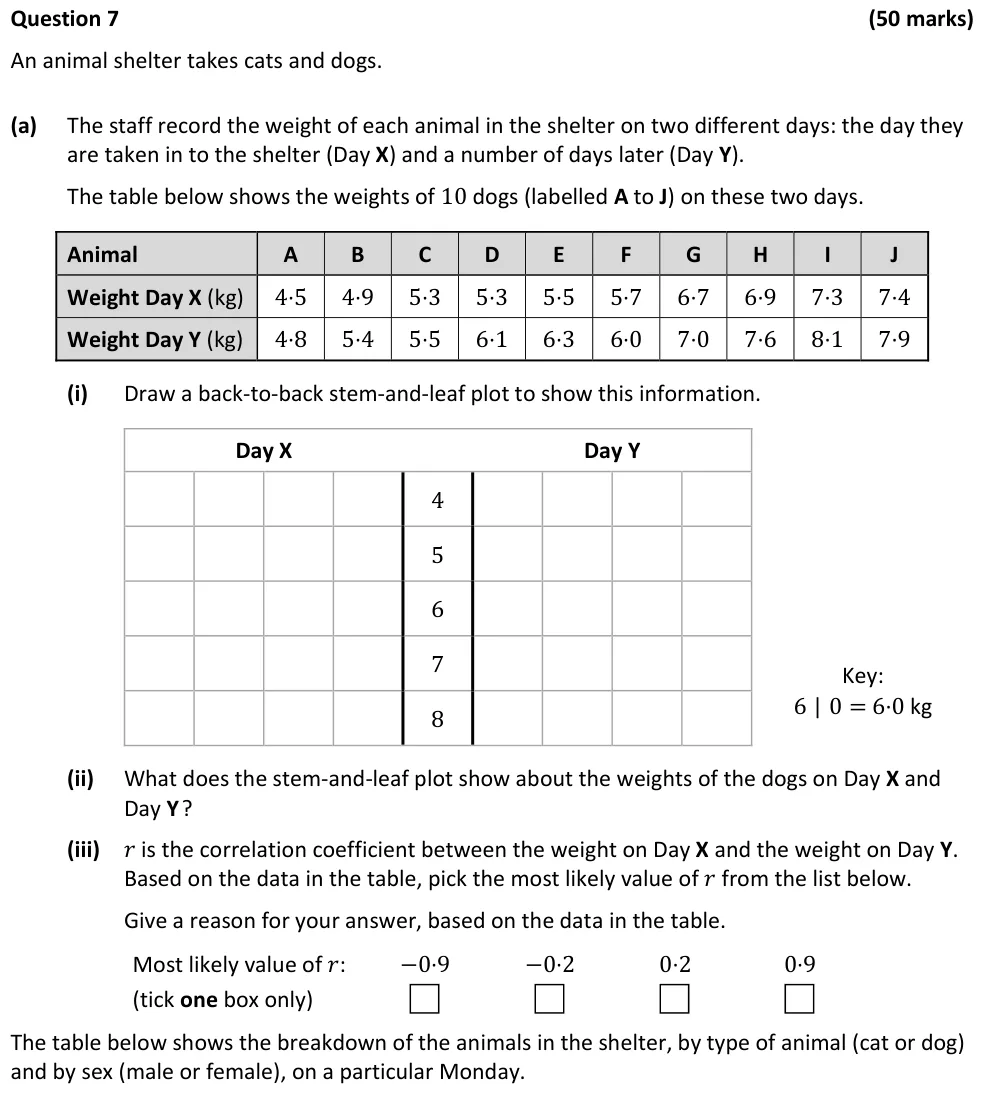 Question 7 (50 marks)
An animal shelter takes cats and dogs.
(a) The staff record the weight of each animal in the shelter on two different days: the day they
are taken in to the shelter (Day X) and a number of days later (Day Y).
The table below shows the weights of 10 dogs (labelled A to J) on these two days.
Animal A B C D E F G H I J
Weight Day X (kg) 4·5 4·9 5·3 5·3 5·5 5·7 6·7 6·9 7·3 7·4
Weight Day Y (kg) 4·8 5·4 5·5 6·1 6·3 6·0 7·0 7·6 8·1 7·9
(i) Draw a back-to-back stem-and-leaf plot to show this information.
Day X Day Y
4
5
6
7
8
Key:
6 | 0 = 6·0 kg
(ii) What does the stem-and-leaf plot show about the weights of the dogs on Day X and
Day Y?
(iii) r is the correlation coefficient between the weight on Day X and the weight on Day Y.
Based on the data in the table, pick the most likely value of r from the list below.
Give a reason for your answer, based on the data in the table.
Most likely value of r: −0·9 −0·2 0·2 0·9
(tick one box only)
The table below shows the breakdown of the animals in the shelter, by type of animal (cat or dog)
and by sex (male or female), on a particular Monday.